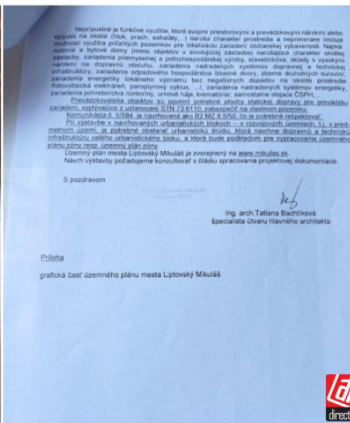 Neprípustné je funkčné využitie, ktoré svojimi priestorovými a prevádzkovými nárokmi alebo
vplyvmi na okolie (hluk, prach, exhaláty,...) narúša charakter prostredia a neprimerane limituje
možnosti využitia priľahlých pozemkov pre lokalizáciu zariadení občianskej vybavenosti. Najmä
rodinné a bytové domy (mimo objektov v existujúcej zástavbe) narúšajúce charakter okolitej
zástavby, zariadenia priemyselnej a poľnohospodárskej výroby, stavebníctva, sklady s vysokými
nárokmi na dopravnú obsluhu, zariadenia nadradených systémov dopravnej a technickej
infraštruktúry, zariadenia odpadového hospodárstva (zberné dvory, zberne druhotných surovín,
zariadenia energetiky lokálneho významu bez negatívnych dopadov na okolité prostredie
/fotovoltaická elektráreň, paroplynový cyklus, .../, zariadenia nadradených systémov energetiky,
zariadenia pohrebníctva /cintoríny, urnové háje, krematóriá/, samostatne stojace ČSPH,...
Prevádzkovatelia objektov sú povinní potrebné plochy statickej dopravy pre prevádzku
zariadení, vyplývajúce z ustanovení STN 73 6110, zabezpečiť na vlastnom pozemku.
Komunikácia č. II/584 je navrhovaná ako B2 MZ 8,5/50, čo je potrebné rešpektovať.
Pri výstavbe v navrhovaných urbanistických blokoch – v rozvojových územiach, t.j. v pred-
metnom území, je potrebné obstarať urbanistickú štúdiu, ktorá navrhne dopravnú a technickú
infraštruktúru celého urbanistického bloku, a ktorá bude podkladom pre vypracovanie územného
plánu zóny resp. územný plán zóny.
Územný plán mesta Liptovský Mikuláš je zverejnený na www.mikulas.sk.
Návrh výstavby požadujeme konzultovať v štádiu spracovania projektovej dokumentácie.
S pozdravom
Ing. arch.Tatiana Bachtíková
špecialista útvaru hlavného architekta
Príloha
grafická časť územného plánu mesta Liptovský Mikuláš
direct